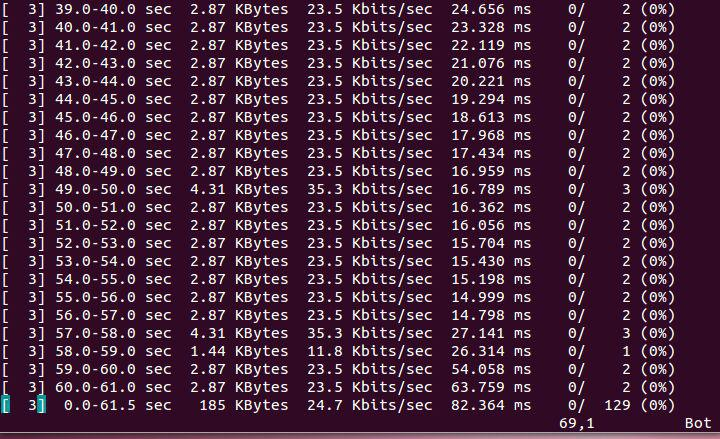 [  3] 39.0-40.0 sec  2.87 KBytes  23.5 Kbits/sec  24.656 ms    0/    2 (0%)
[  3] 40.0-41.0 sec  2.87 KBytes  23.5 Kbits/sec  23.328 ms    0/    2 (0%)
[  3] 41.0-42.0 sec  2.87 KBytes  23.5 Kbits/sec  22.119 ms    0/    2 (0%)
[  3] 42.0-43.0 sec  2.87 KBytes  23.5 Kbits/sec  21.076 ms    0/    2 (0%)
[  3] 43.0-44.0 sec  2.87 KBytes  23.5 Kbits/sec  20.221 ms    0/    2 (0%)
[  3] 44.0-45.0 sec  2.87 KBytes  23.5 Kbits/sec  19.294 ms    0/    2 (0%)
[  3] 45.0-46.0 sec  2.87 KBytes  23.5 Kbits/sec  18.613 ms    0/    2 (0%)
[  3] 46.0-47.0 sec  2.87 KBytes  23.5 Kbits/sec  17.968 ms    0/    2 (0%)
[  3] 47.0-48.0 sec  2.87 KBytes  23.5 Kbits/sec  17.434 ms    0/    2 (0%)
[  3] 48.0-49.0 sec  2.87 KBytes  23.5 Kbits/sec  16.959 ms    0/    2 (0%)
[  3] 49.0-50.0 sec  4.31 KBytes  35.3 Kbits/sec  16.789 ms    0/    3 (0%)
[  3] 50.0-51.0 sec  2.87 KBytes  23.5 Kbits/sec  16.362 ms    0/    2 (0%)
[  3] 51.0-52.0 sec  2.87 KBytes  23.5 Kbits/sec  16.056 ms    0/    2 (0%)
[  3] 52.0-53.0 sec  2.87 KBytes  23.5 Kbits/sec  15.704 ms    0/    2 (0%)
[  3] 53.0-54.0 sec  2.87 KBytes  23.5 Kbits/sec  15.430 ms    0/    2 (0%)
[  3] 54.0-55.0 sec  2.87 KBytes  23.5 Kbits/sec  15.198 ms    0/    2 (0%)
[  3] 55.0-56.0 sec  2.87 KBytes  23.5 Kbits/sec  14.999 ms    0/    2 (0%)
[  3] 56.0-57.0 sec  2.87 KBytes  23.5 Kbits/sec  14.798 ms    0/    2 (0%)
[  3] 57.0-58.0 sec  4.31 KBytes  35.3 Kbits/sec  27.141 ms    0/    3 (0%)
[  3] 58.0-59.0 sec  1.44 KBytes  11.8 Kbits/sec  26.314 ms    0/    1 (0%)
[  3] 59.0-60.0 sec  2.87 KBytes  23.5 Kbits/sec  54.058 ms    0/    2 (0%)
[  3] 60.0-61.0 sec  2.87 KBytes  23.5 Kbits/sec  63.759 ms    0/    2 (0%)
[  3]  0.0-61.5 sec   185 KBytes  24.7 Kbits/sec  82.364 ms    0/  129 (0%)
69,1 Bot